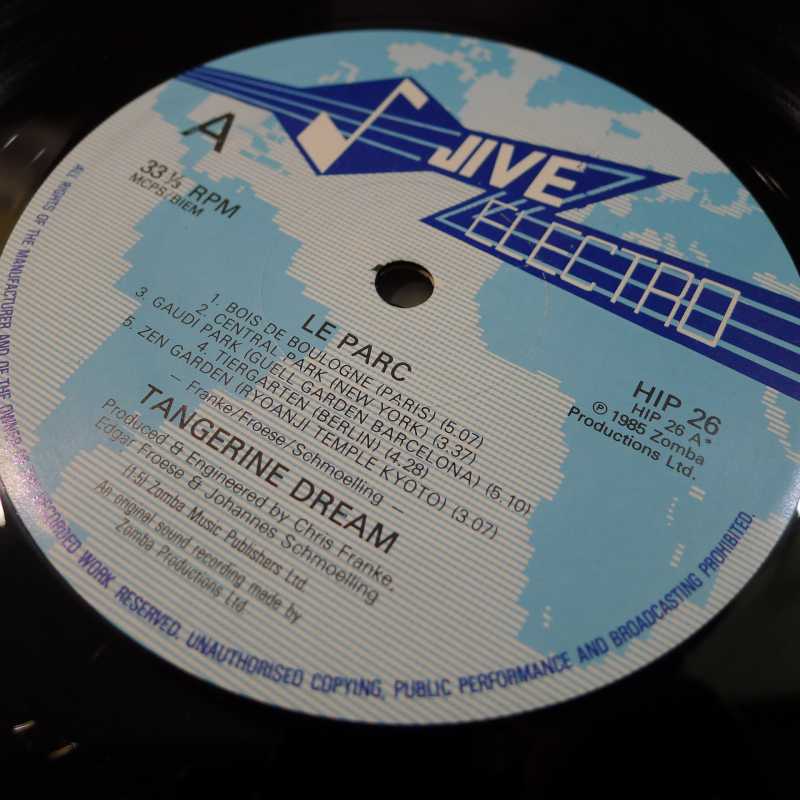 JIVE
ELECTRO
A
33⅓ RPM
MCPS/BIEM
HIP 26
HIP 26 A*
℗ 1985 Zomba
Productions Ltd.
LE PARC
1. BOIS DE BOULOGNE (PARIS) (5.07)
2. CENTRAL PARK (NEW YORK) (3.37)
3. GAUDI PARK (GUELL GARDEN BARCELONA) (5.10)
4. TIERGARTEN (BERLIN) (4.28)
5. ZEN GARDEN (RYOANJI TEMPLE KYOTO) (3.07)
— Franke/Froese/Schmoelling —
TANGERINE DREAM
Produced & Engineered by Chris Franke,
Edgar Froese & Johannes Schmoelling
(1-5) Zomba Music Publishers Ltd.
An original sound recording made by
Zomba Productions Ltd.
ALL RIGHTS OF THE MANUFACTURER AND OF THE OWNER OF THE RECORDED WORK RESERVED. UNAUTHORISED COPYING, PUBLIC PERFORMANCE AND BROADCASTING PROHIBITED.